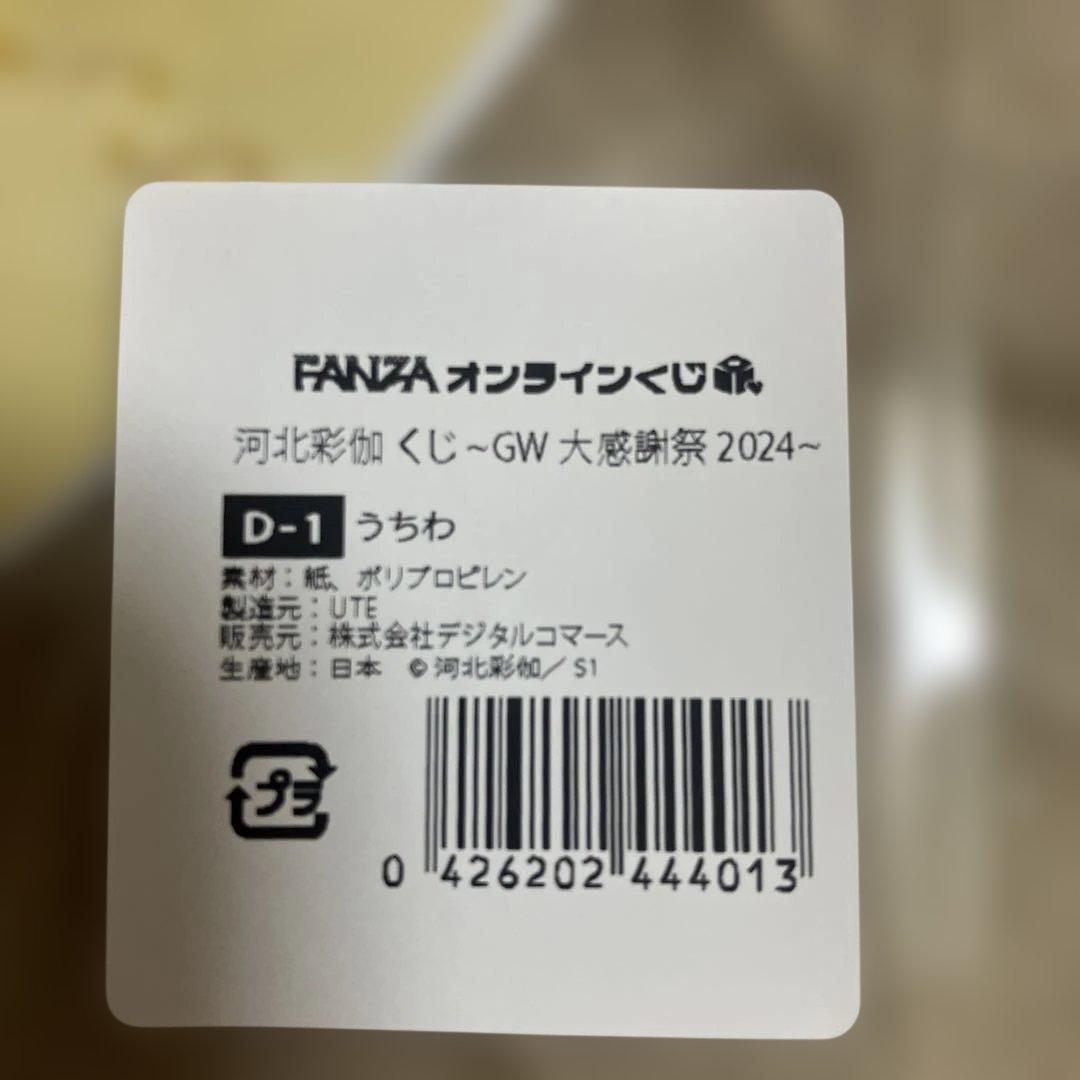 FANZA オンラインくじ
河北彩伽 くじ ~GW 大感謝祭 2024~
D-1 うちわ
素材：紙、ポリプロピレン
製造元：UTE
販売元：株式会社デジタルコマース
生産地：日本 © 河北彩伽／S1
プラ
0 426202 444013